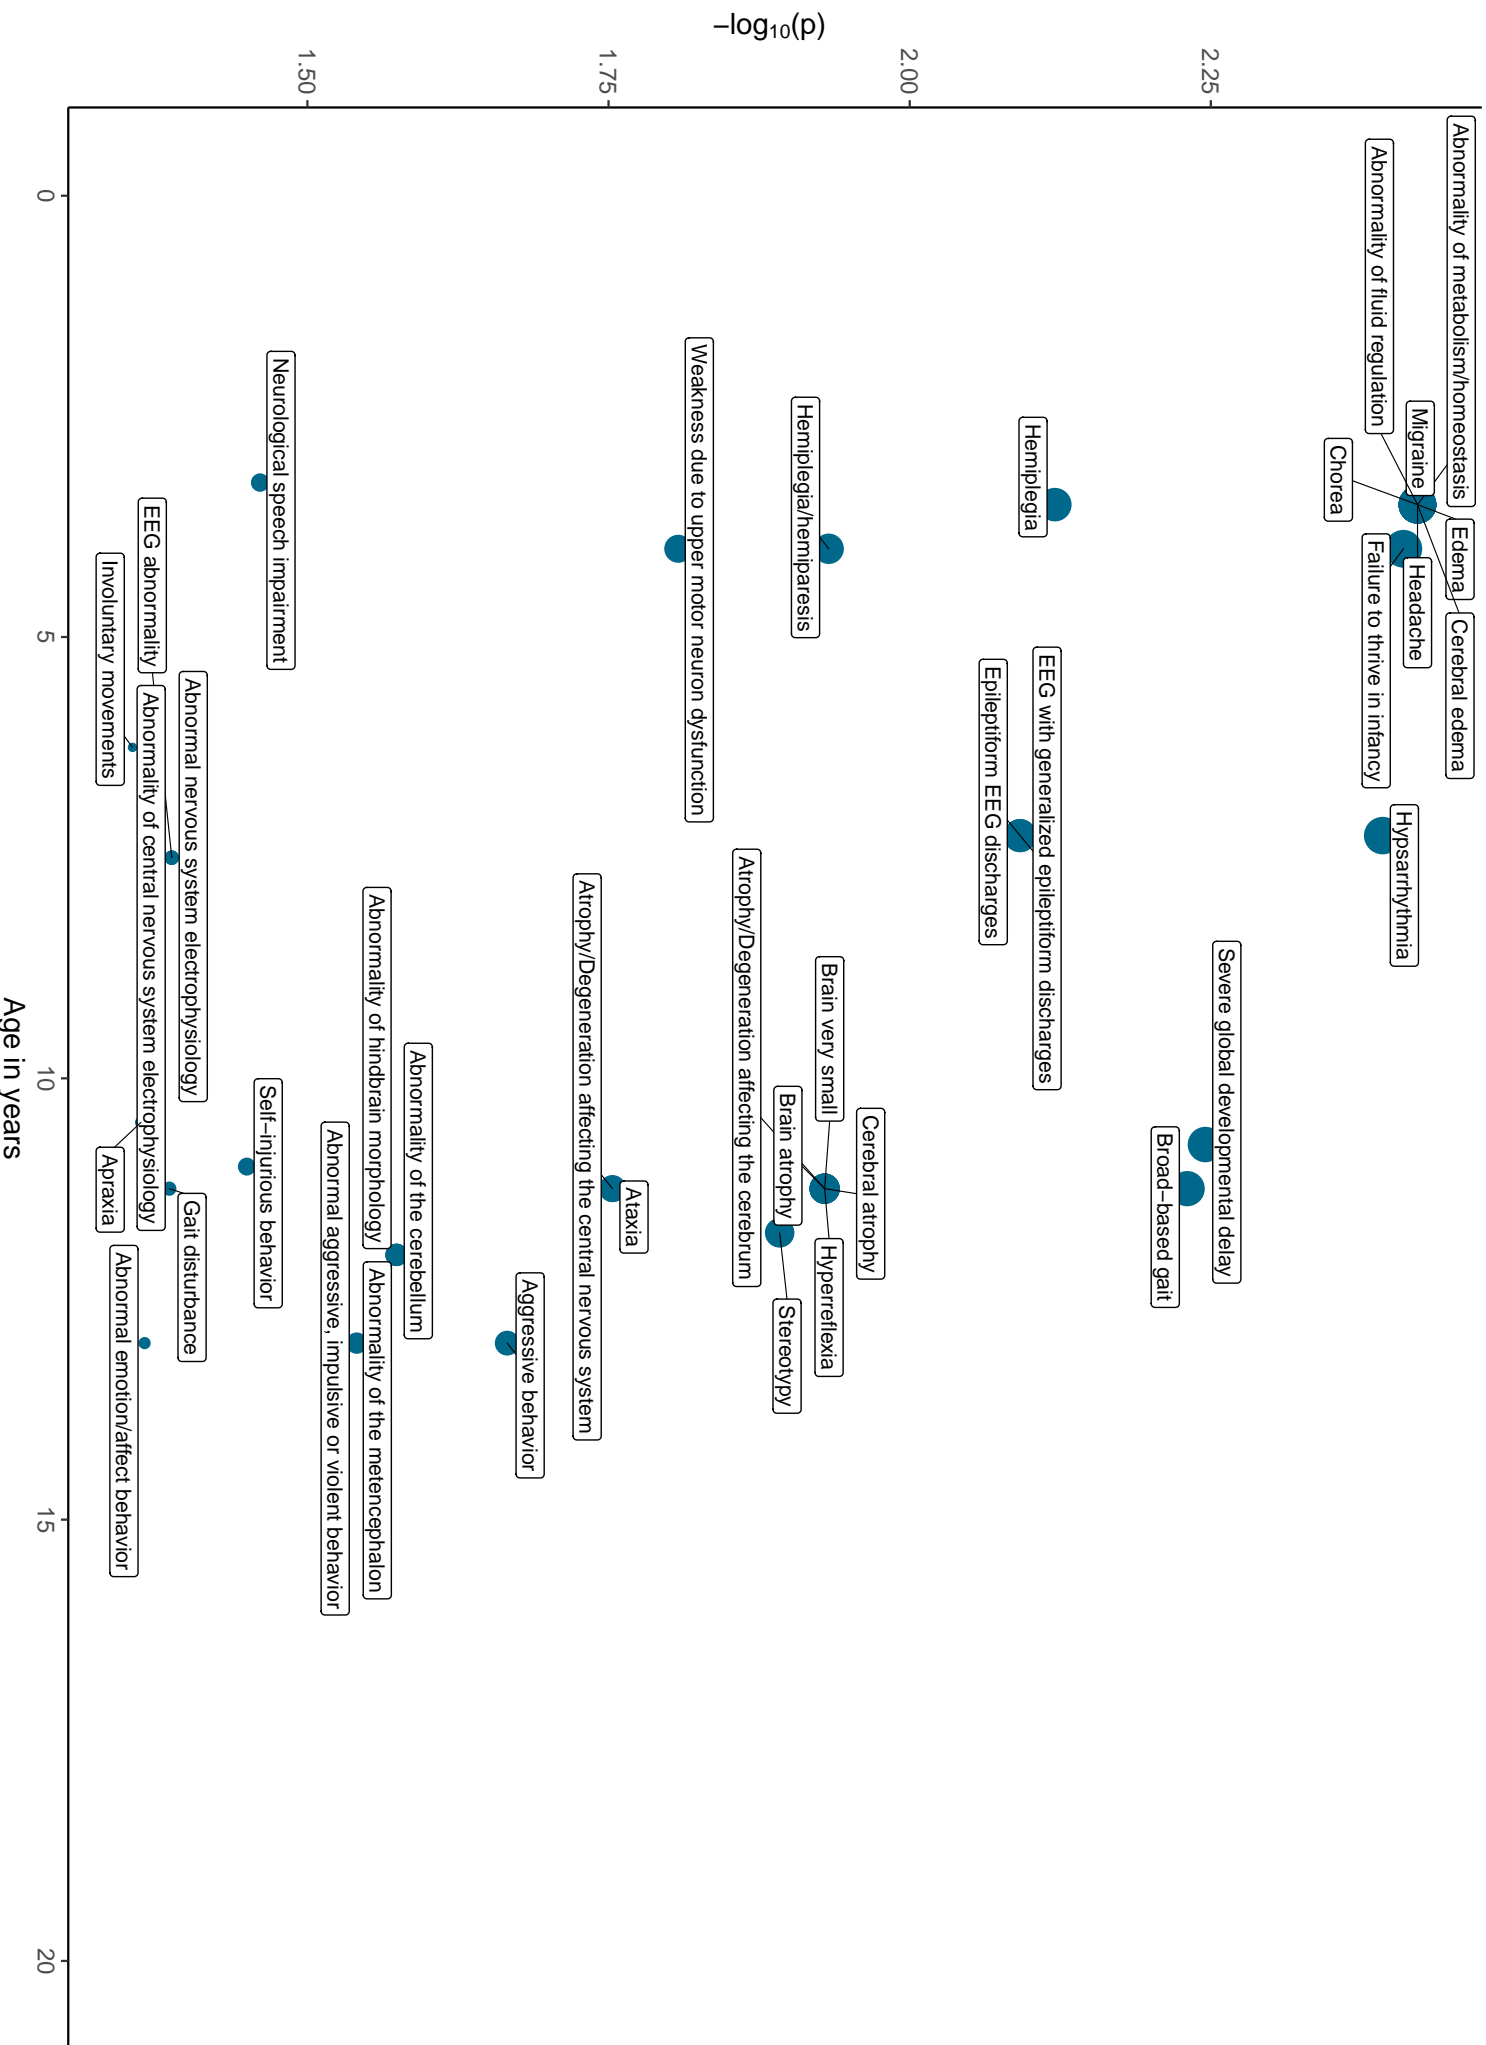 −log₁₀(p)
2.25
2.00
1.75
1.50
Abnormality of metabolism/homeostasis
Edema
Cerebral edema
Migraine
Headache
Abnormality of fluid regulation
Failure to thrive in infancy
Hypsarrhythmia
Chorea
Severe global developmental delay
Broad−based gait
Hemiplegia
EEG with generalized epileptiform discharges
Epileptiform EEG discharges
Cerebral atrophy
Brain very small
Hyperreflexia
Hemiplegia/hemiparesis
Brain atrophy
Stereotypy
Atrophy/Degeneration affecting the cerebrum
Weakness due to upper motor neuron dysfunction
Ataxia
Atrophy/Degeneration affecting the central nervous system
Aggressive behavior
Abnormality of the cerebellum
Abnormality of hindbrain morphology
Abnormality of the metencephalon
Abnormal aggressive, impulsive or violent behavior
Neurological speech impairment
Self−injurious behavior
Abnormal nervous system electrophysiology
Gait disturbance
EEG abnormality
Abnormality of central nervous system electrophysiology
Abnormal emotion/affect behavior
Involuntary movements
Apraxia
0
5
10
15
20
Age in years